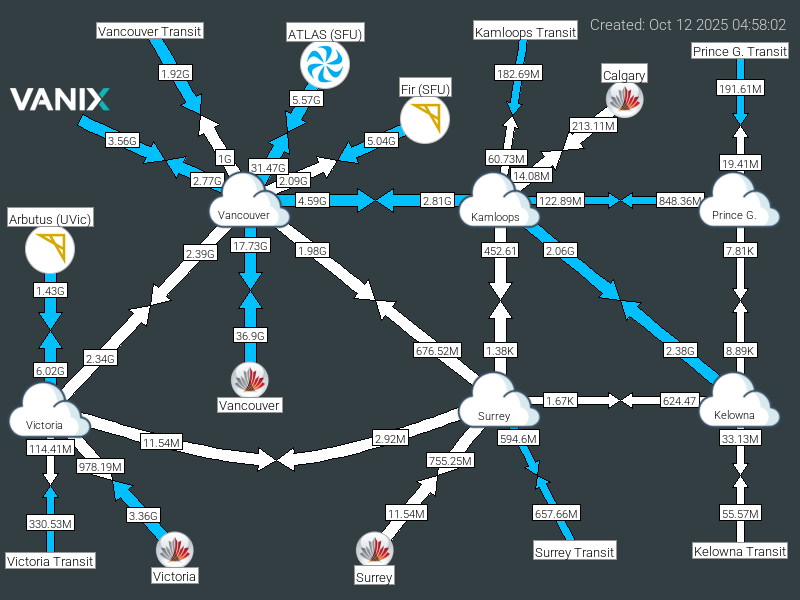 Created: Oct 12 2025 04:58:02
Vancouver Transit
ATLAS (SFU)
Kamloops Transit
Prince G. Transit
1.92G
5.57G
182.69M
Calgary
191.61M
Fir (SFU)
VANIX
3.56G
5.04G
213.11M
1G
60.73M
19.41M
31.47G
2.77G
2.09G
14.08M
4.59G
2.81G
122.89M
848.36M
Vancouver
Kamloops
Prince G.
Arbutus (UVic)
2.39G
17.73G
1.98G
452.61
2.06G
7.81K
1.43G
36.9G
2.34G
676.52M
1.38K
2.38G
8.89K
6.02G
Vancouver
1.67K
624.47
Victoria
Surrey
Kelowna
114.41M
11.54M
2.92M
594.6M
33.13M
978.19M
755.25M
330.53M
3.36G
11.54M
657.66M
55.57M
Victoria Transit
Victoria
Surrey
Surrey Transit
Kelowna Transit